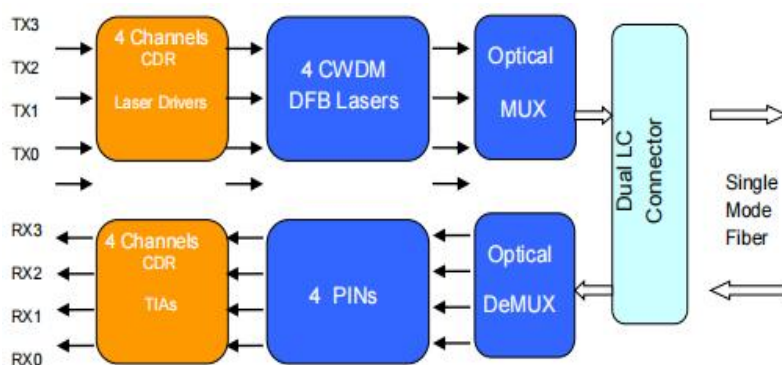 TX3
TX2
TX1
TX0
4 Channels
CDR
Laser Drivers
4 CWDM
DFB Lasers
Optical
MUX
Dual LC
Connector
Single
Mode
Fiber
RX3
RX2
RX1
RX0
4 Channels
CDR
TIAs
4 PINs
Optical
DeMUX